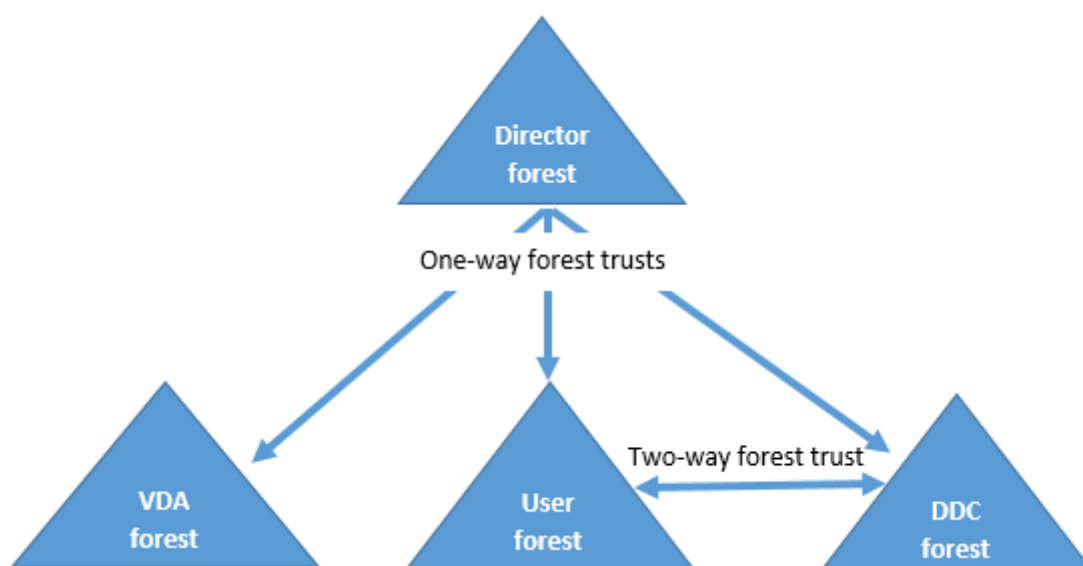 Director
forest
One-way forest trusts
Two-way forest trust
VDA
forest
User
forest
DDC
forest